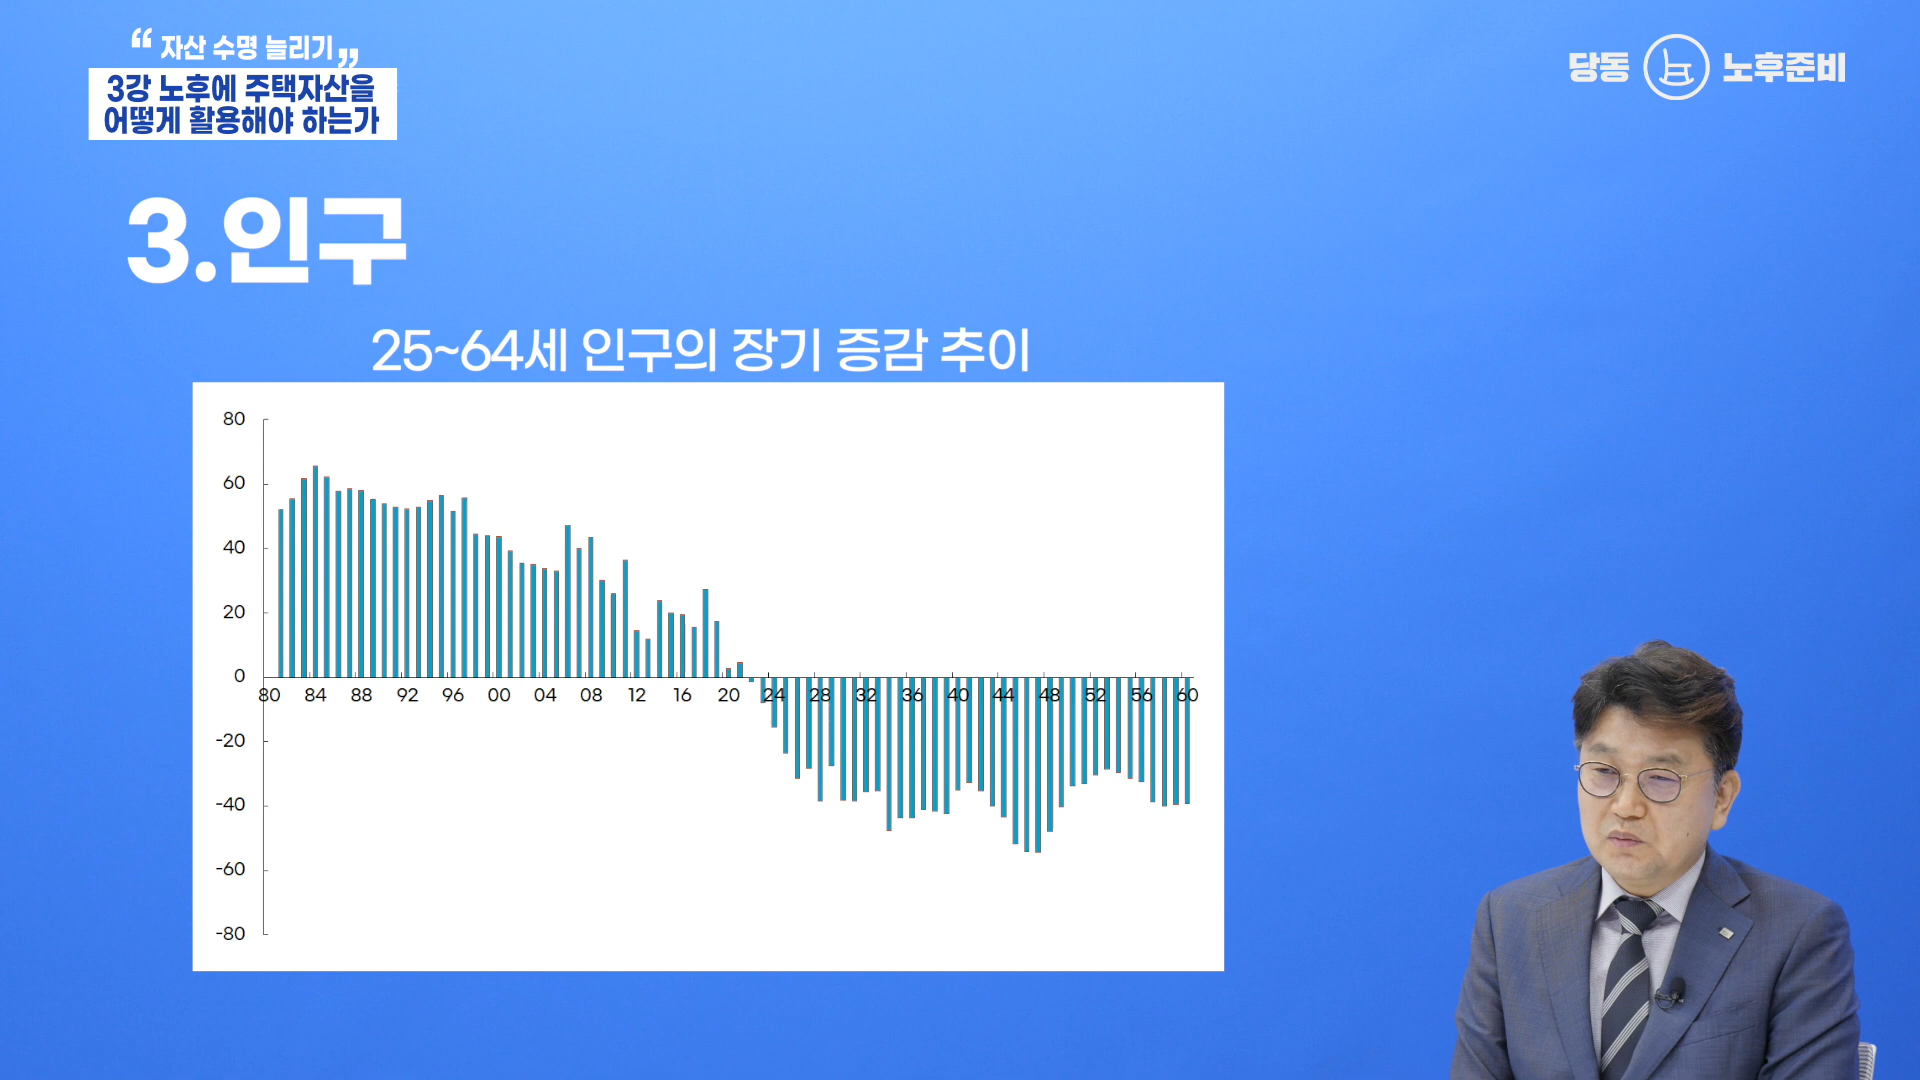 “ 자산 수명 늘리기 „
3강 노후에 주택자산을
어떻게 활용해야 하는가
당동 노후준비
3.인구
25~64세 인구의 장기 증감 추이
80
60
40
20
0
-20
-40
-60
-80
80 84 88 92 96 00 04 08 12 16 20 24 28 32 36 40 44 48 52 56 60